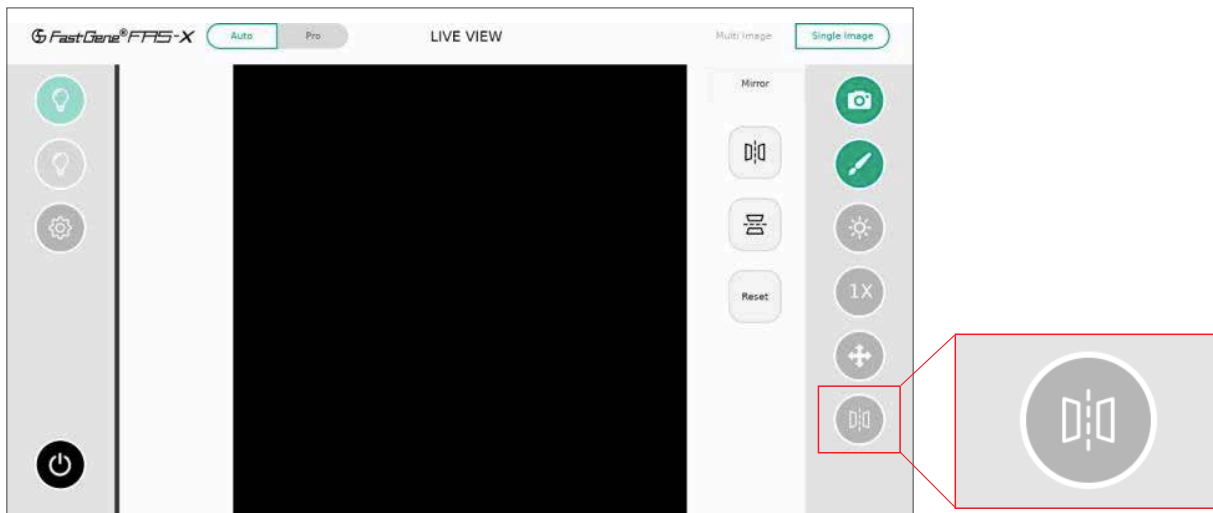 FastGene® FAS-X Auto Pro LIVE VIEW Multi Image Single Image
Mirror
Reset
1X